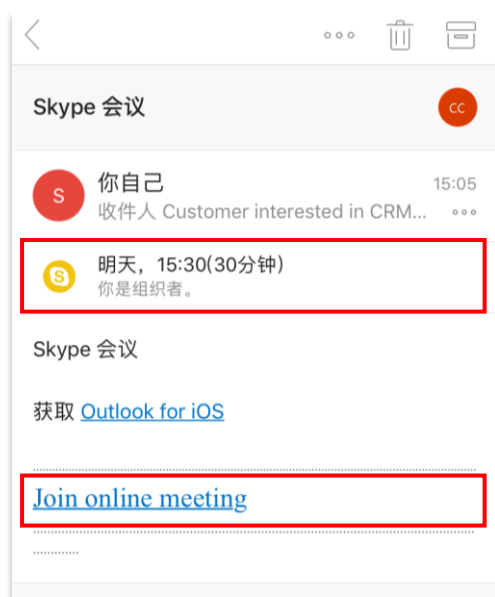 Skype 会议
CC
S
你自己
15:05
收件人 Customer interested in CRM...
明天，15:30(30分钟)
你是组织者。
Skype 会议
获取 Outlook for iOS
Join online meeting